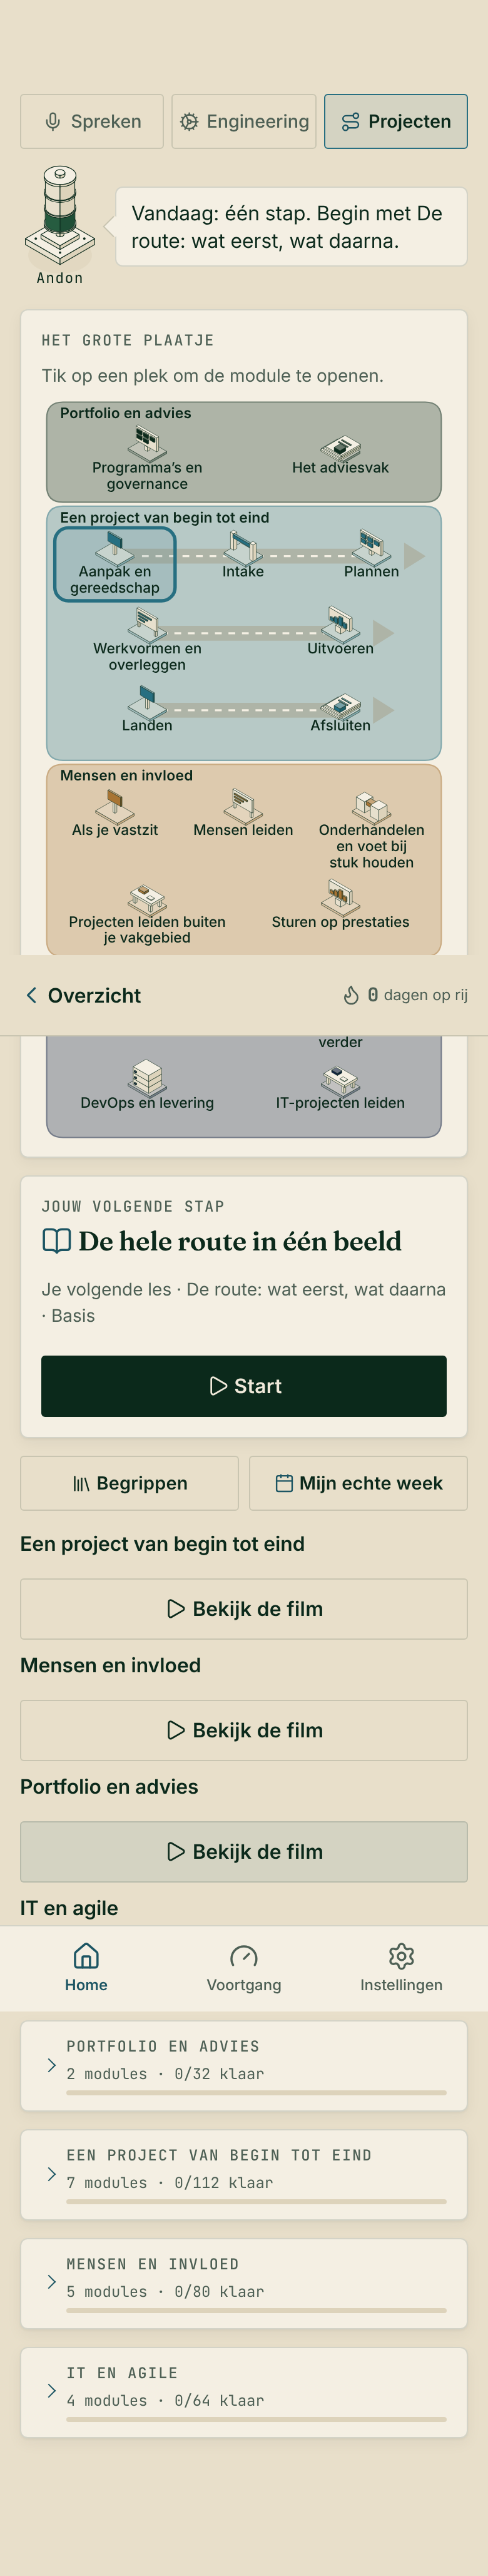 Spreken
Engineering
Projecten
Vandaag: één stap. Begin met De
route: wat eerst, wat daarna.
Andon
HET GROTE PLAATJE
Tik op een plek om de module te openen.
Portfolio en advies
Programma's en
governance
Het adviesvak
Een project van begin tot eind
Aanpak en
gereedschap
Intake
Plannen
Werkvormen en
overleggen
Uitvoeren
Landen
Afsluiten
Mensen en invloed
Als je vastzit
Mensen leiden
Onderhandelen
en voet bij
stuk houden
Projecten leiden buiten
je vakgebied
Sturen op prestaties
Overzicht
0 dagen op rij
verder
DevOps en levering
IT-projecten leiden
JOUW VOLGENDE STAP
De hele route in één beeld
Je volgende les · De route: wat eerst, wat daarna
· Basis
Start
Begrippen
Mijn echte week
Een project van begin tot eind
Bekijk de film
Mensen en invloed
Bekijk de film
Portfolio en advies
Bekijk de film
IT en agile
Home
Voortgang
Instellingen
PORTFOLIO EN ADVIES
2 modules · 0/32 klaar
EEN PROJECT VAN BEGIN TOT EIND
7 modules · 0/112 klaar
MENSEN EN INVLOED
5 modules · 0/80 klaar
IT EN AGILE
4 modules · 0/64 klaar